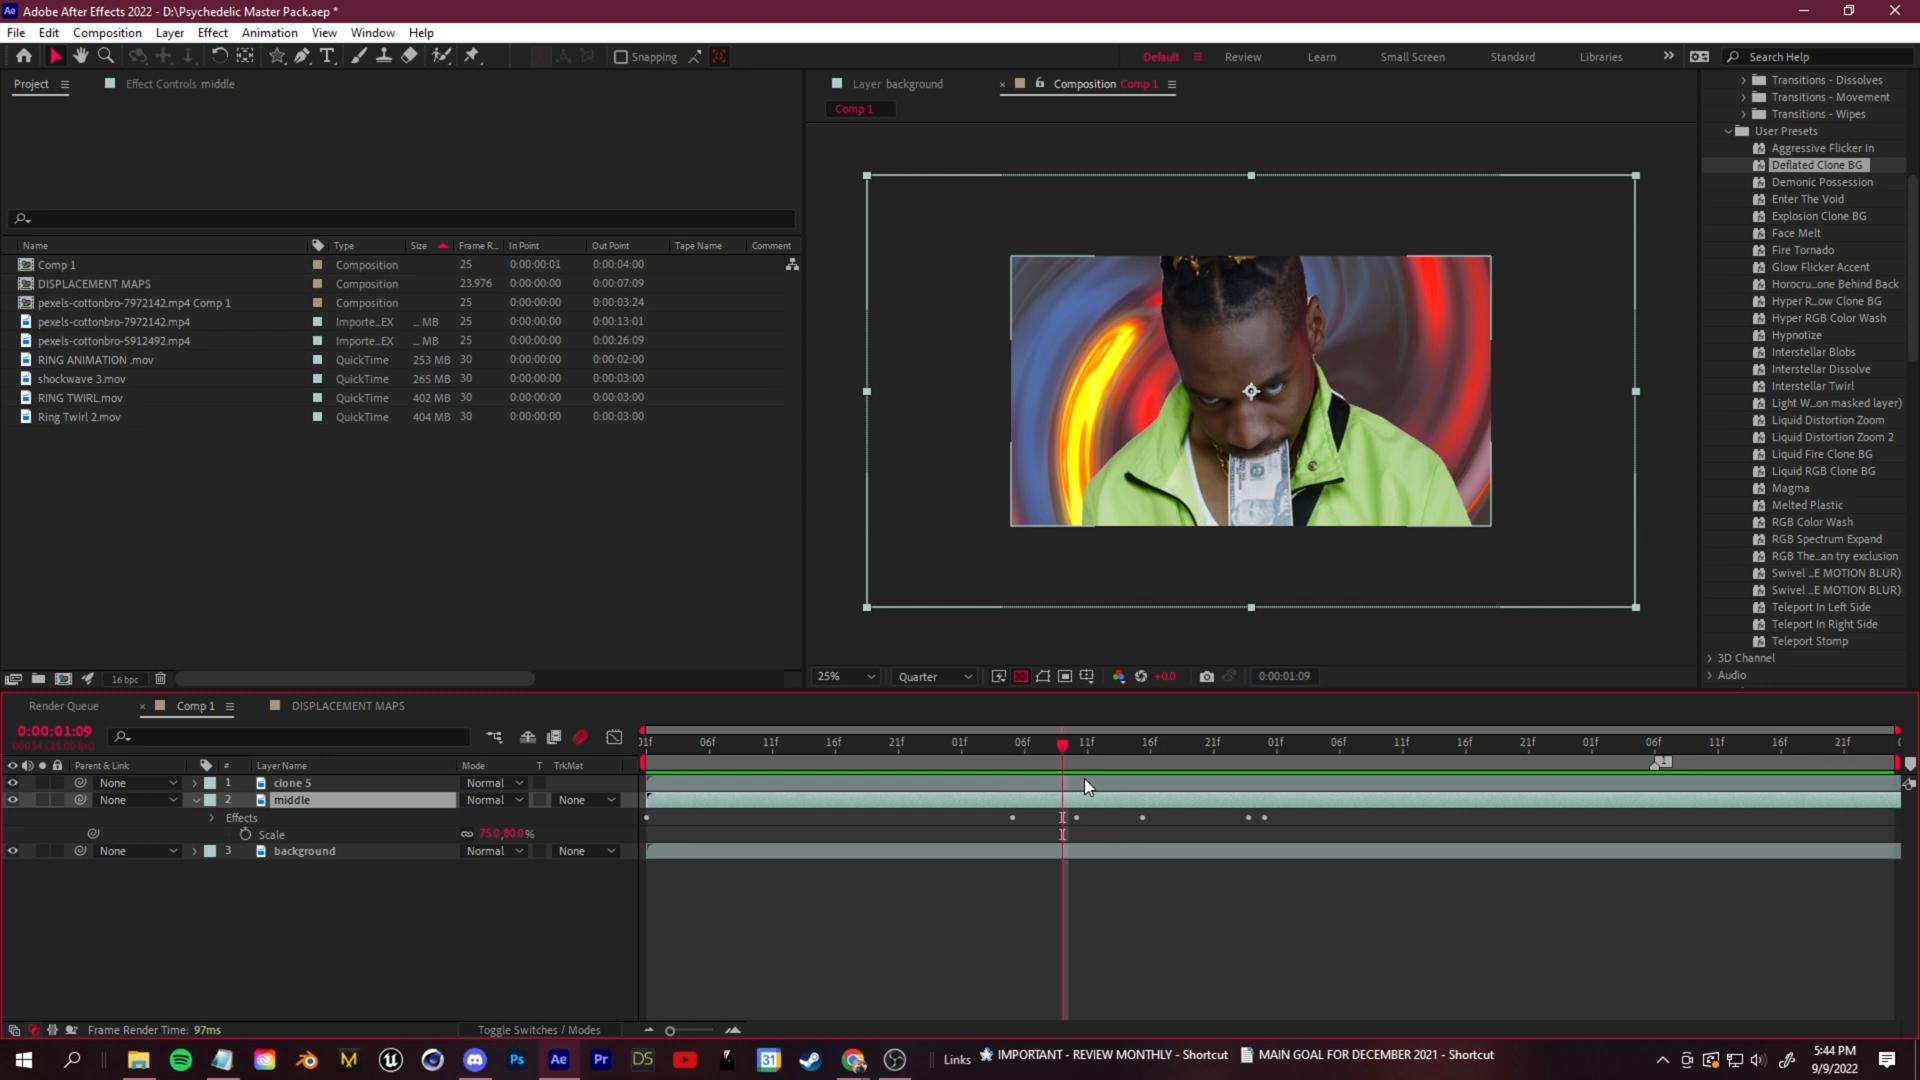 Ae Adobe After Effects 2022 - D:\Psychedelic Master Pack.aep *
File Edit Composition Layer Effect Animation View Window Help
Snapping Default Review Learn Small Screen Standard Libraries Search Help
Project Effect Controls middle
Layer background Composition Comp 1
Comp 1
Transitions - Dissolves
Transitions - Movement
Transitions - Wipes
User Presets
Aggressive Flicker In
Deflated Clone BG
Demonic Possession
Enter The Void
Explosion Clone BG
Face Melt
Fire Tornado
Glow Flicker Accent
Horocru...one Behind Back
Hyper R...ow Clone BG
Hyper RGB Color Wash
Hypnotize
Interstellar Blobs
Interstellar Dissolve
Interstellar Twirl
Light W...on masked layer)
Liquid Distortion Zoom
Liquid Distortion Zoom 2
Liquid Fire Clone BG
Liquid RGB Clone BG
Magma
Melted Plastic
RGB Color Wash
RGB Spectrum Expand
RGB The...an try exclusion
Swivel ...E MOTION BLUR)
Swivel ...E MOTION BLUR)
Teleport In Left Side
Teleport In Right Side
Teleport Stomp
3D Channel
Audio
Name Type Size Frame R... In Point Out Point Tape Name Comment
Comp 1 Composition 25 0:00:00:01 0:00:04:00
DISPLACEMENT MAPS Composition 23.976 0:00:00:00 0:00:07:09
pexels-cottonbro-7972142.mp4 Comp 1 Composition 25 0:00:00:00 0:00:03:24
pexels-cottonbro-7972142.mp4 Importe...EX ... MB 25 0:00:00:00 0:00:13:01
pexels-cottonbro-5912492.mp4 Importe...EX ... MB 25 0:00:00:00 0:00:26:09
RING ANIMATION .mov QuickTime 253 MB 30 0:00:00:00 0:00:02:00
shockwave 3.mov QuickTime 265 MB 30 0:00:00:00 0:00:03:00
RING TWIRL.mov QuickTime 402 MB 30 0:00:00:00 0:00:03:00
Ring Twirl 2.mov QuickTime 404 MB 30 0:00:00:00 0:00:03:00
16 bpc
25% Quarter +0.0 0:00:01:09
Render Queue Comp 1 DISPLACEMENT MAPS
0:00:01:09
01f 06f 11f 16f 21f 01f 06f 11f 16f 21f 01f 06f 11f 16f 21f 01f 06f 11f 16f 21f
1
Parent & Link # Layer Name Mode T TrkMat
None 1 clone 5 Normal
None 2 middle Normal None
Effects
Scale 75.0,80.0%
None 3 background Normal None
Frame Render Time: 97ms Toggle Switches / Modes
Ps Ae Pr DS 31 Links IMPORTANT - REVIEW MONTHLY - Shortcut MAIN GOAL FOR DECEMBER 2021 - Shortcut
5:44 PM
9/9/2022